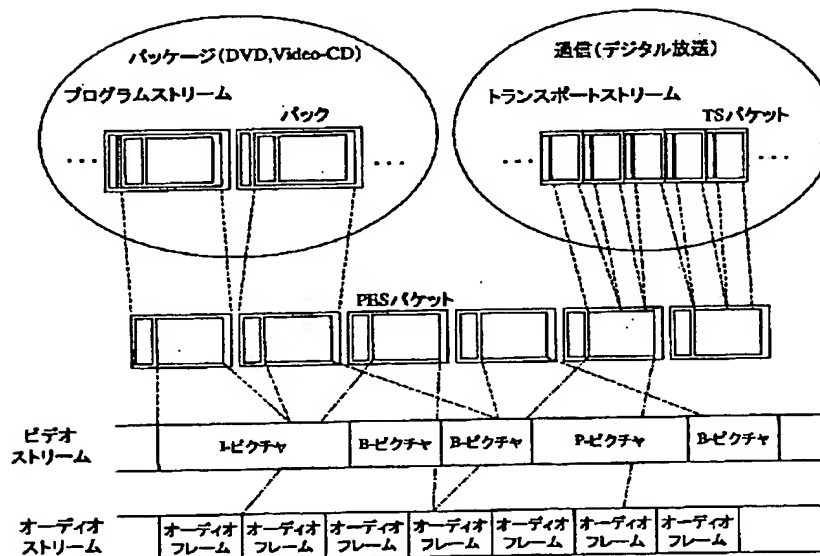 パッケージ(DVD,Video-CD)
プログラムストリーム
パック
...
...
通信(デジタル放送)
トランスポートストリーム
TSパケット
...
...
PESパケット
ビデオ
ストリーム
I-ピクチャ
B-ピクチャ
B-ピクチャ
P-ピクチャ
B-ピクチャ
オーディオ
ストリーム
オーディオ
フレーム
オーディオ
フレーム
オーディオ
フレーム
オーディオ
フレーム
オーディオ
フレーム
オーディオ
フレーム
オーディオ
フレーム